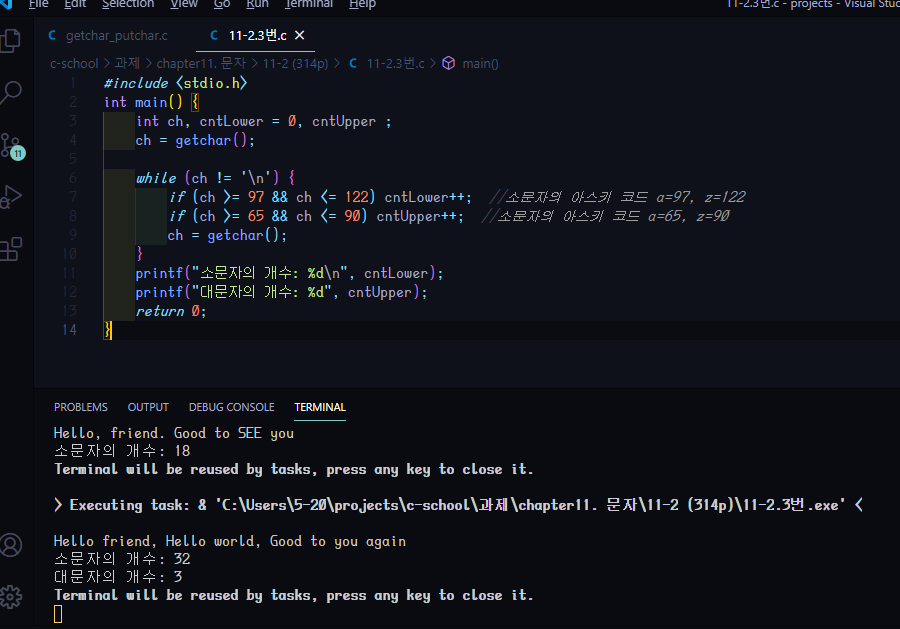 File Edit Selection View Go Run Terminal Help 11-2.3번.c - projects - Visual Stud
getchar_putchar.c 11-2.3번.c
c-school > 과제 > chapter11. 문자 > 11-2 (314p) > C 11-2.3번.c > main()
1 #include <stdio.h>
2 int main() {
3 int ch, cntLower = 0, cntUpper ;
4 ch = getchar();
5
6 while (ch != '\n') {
7 if (ch >= 97 && ch <= 122) cntLower++; //소문자의 아스키 코드 a=97, z=122
8 if (ch >= 65 && ch <= 90) cntUpper++; //소문자의 아스키 코드 a=65, z=90
9 ch = getchar();
10 }
11 printf("소문자의 개수: %d\n", cntLower);
12 printf("대문자의 개수: %d", cntUpper);
13 return 0;
14 }
11
PROBLEMS OUTPUT DEBUG CONSOLE TERMINAL
Hello, friend. Good to SEE you
소문자의 개수: 18
Terminal will be reused by tasks, press any key to close it.
> Executing task: & 'C:\Users\5-20\projects\c-school\과제\chapter11. 문자\11-2 (314p)\11-2.3번.exe' <
Hello friend, Hello world, Good to you again
소문자의 개수: 32
대문자의 개수: 3
Terminal will be reused by tasks, press any key to close it.